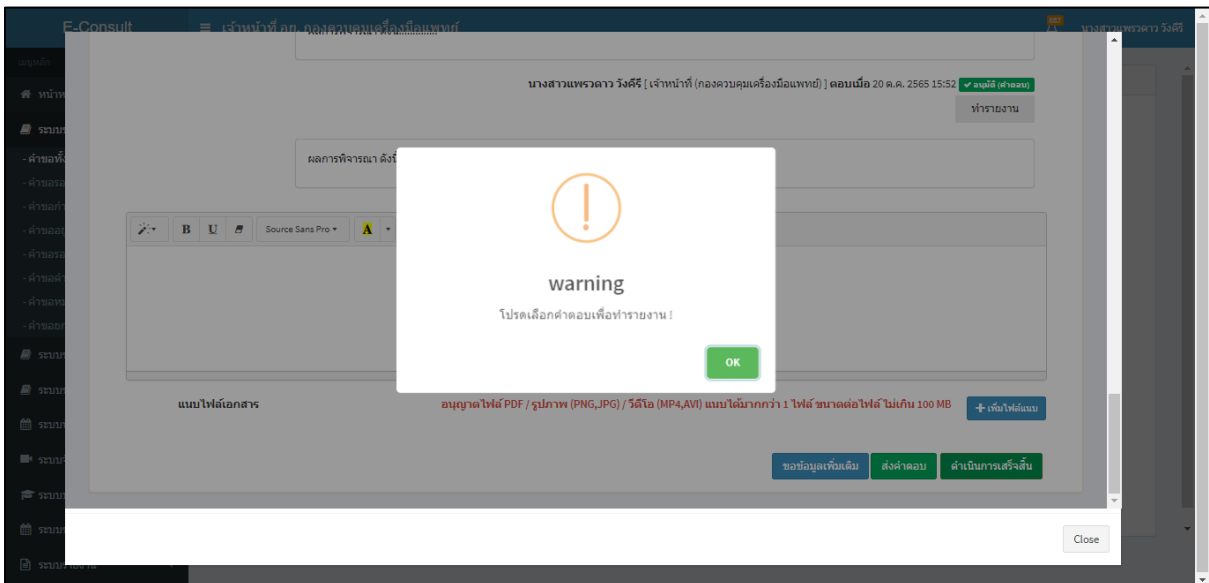 E-Consult
เจ้าหน้าที่ อย. กองควบคุมเครื่องมือแพทย์
667
นางสาวแพรวดาว วังคีรี
เมนูหลัก
นางสาวแพรวดาว วังคีรี [ เจ้าหน้าที่ (กองควบคุมเครื่องมือแพทย์) ] ตอบเมื่อ 20 ต.ค. 2565 15:52 อนุมัติ (คำตอบ)
ทำรายงาน
ผลการพิจารณา ดังนี้
B U Source Sans Pro A
warning
โปรดเลือกคำตอบเพื่อทำรายงาน !
OK
แนบไฟล์เอกสาร
อนุญาตไฟล์ PDF / รูปภาพ (PNG,JPG) / วีดีโอ (MP4,AVI) แนบได้มากกว่า 1 ไฟล์ ขนาดต่อไฟล์ ไม่เกิน 100 MB
เพิ่มไฟล์แนบ
ขอข้อมูลเพิ่มเติม
ส่งคำตอบ
ดำเนินการเสร็จสิ้น
Close